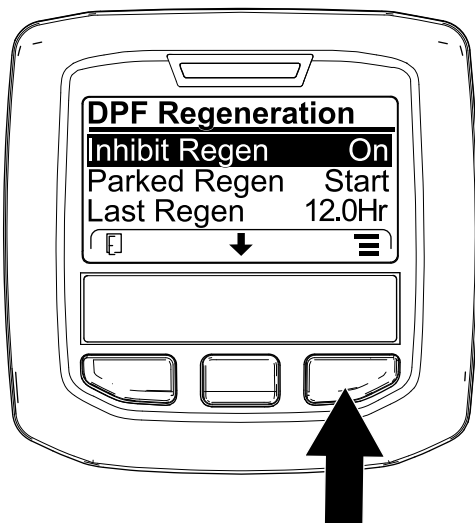 DPF Regeneration
Inhibit Regen On
Parked Regen Start
Last Regen 12.0Hr